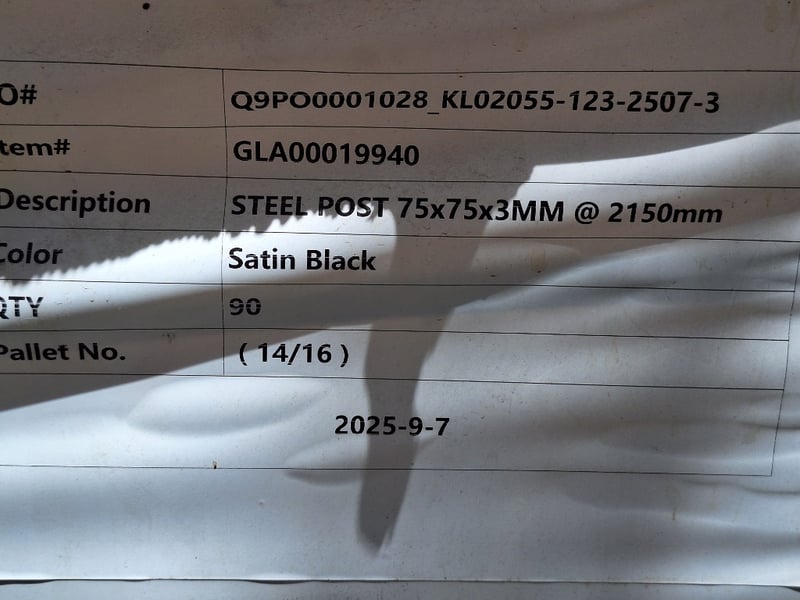 O# Q9PO0001028_KL02055-123-2507-3
tem# GLA00019940
Description STEEL POST 75x75x3MM @ 2150mm
Color Satin Black
QTY 90
Pallet No. ( 14/16 )
2025-9-7